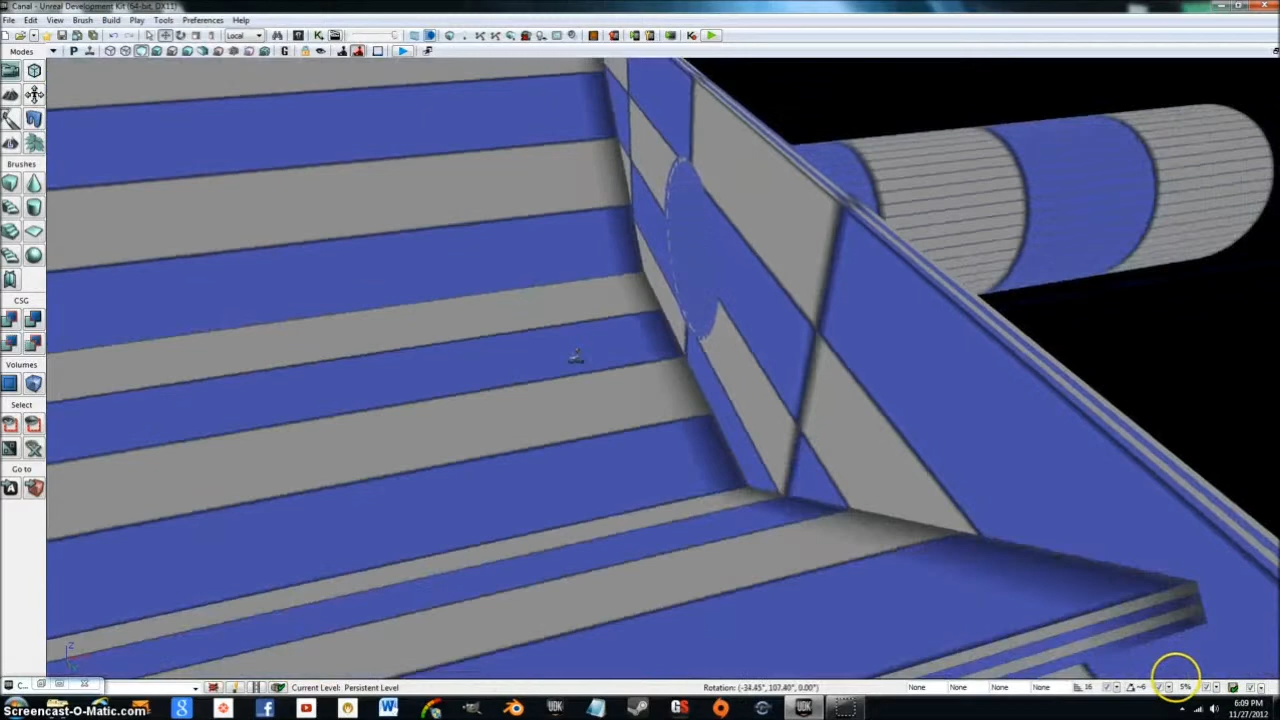 Canal - Unreal Development Kit (64-bit, DX11)
File Edit View Brush Build Play Tools Preferences Help
Local
Modes
P G
Brushes
CSG
Volumes
Select
Go to
Z
C...
Current Level: Persistent Level
Rotation: (-34.45°, 107.40°, 0.00°)
None None None None
16
5%
Screencast-O-Matic.com
6:09 PM
11/27/2012